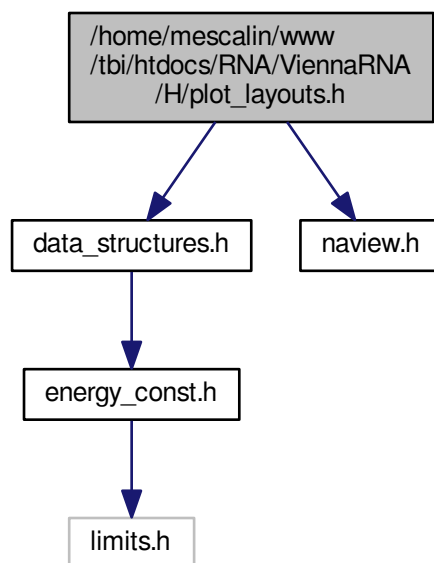 /home/mescalin/www
/tbi/htdocs/RNA/ViennaRNA
/H/plot_layouts.h
data_structures.h
naview.h
energy_const.h
limits.h